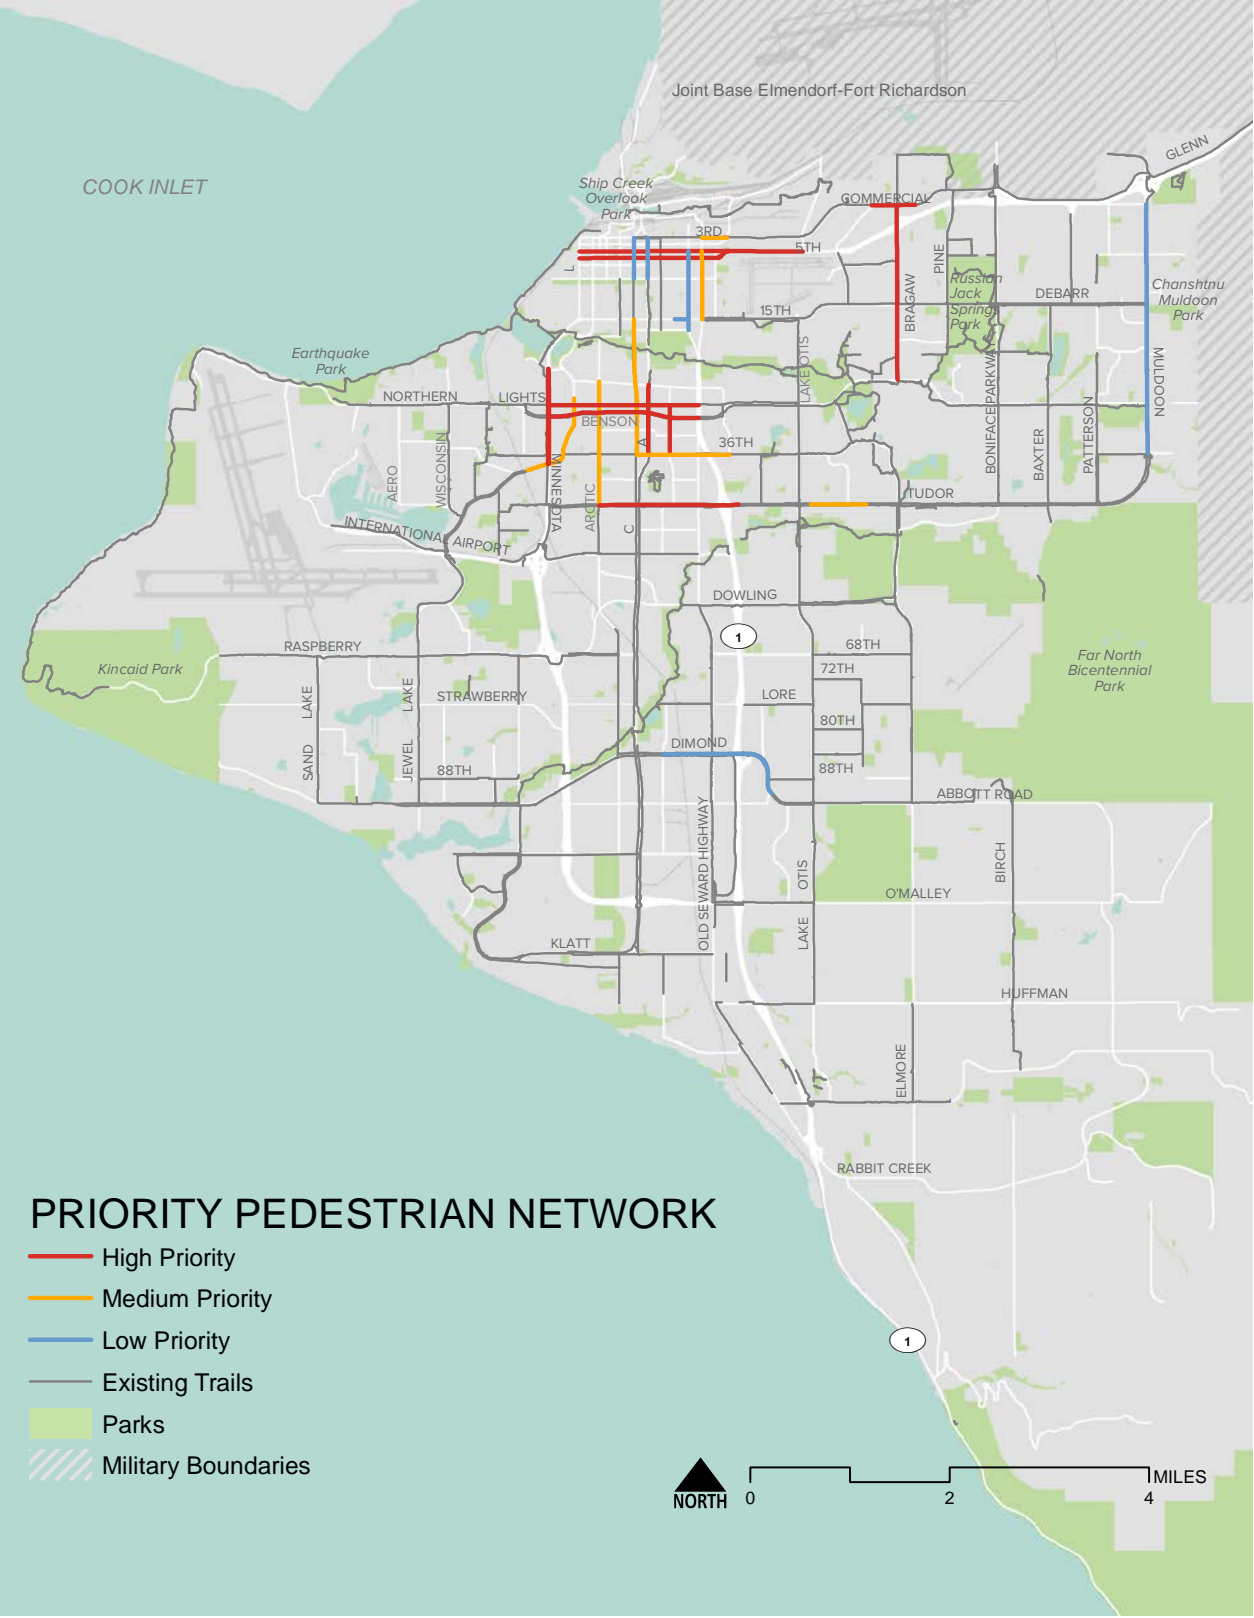 Joint Base Elmendorf-Fort Richardson
GLENN
COOK INLET
Ship Creek
Overlook
Park
COMMERCIAL
3RD
5TH
L
PINE
BRAGAW
Russian
Jack
Springs
Park
DEBARR
Chanshtnu
Muldoon
Park
15TH
Earthquake
Park
LAKE OTIS
NORTHERN
LIGHTS
BENSON
A
36TH
BONIFACE PARKWAY
BAXTER
PATTERSON
MULDOON
AERO
WISCONSIN
MINNESOTA
ARCTIC
C
TUDOR
INTERNATIONAL AIRPORT
DOWLING
1
RASPBERRY
68TH
Kincaid Park
72TH
Far North
Bicentennial
Park
SAND LAKE
JEWEL LAKE
STRAWBERRY
LORE
80TH
DIMOND
88TH
88TH
ABBOTT ROAD
OLD SEWARD HIGHWAY
LAKE OTIS
BIRCH
O'MALLEY
KLATT
HUFFMAN
ELMORE
RABBIT CREEK
1
PRIORITY PEDESTRIAN NETWORK
High Priority
Medium Priority
Low Priority
Existing Trails
Parks
Military Boundaries
NORTH
0 2 4
MILES